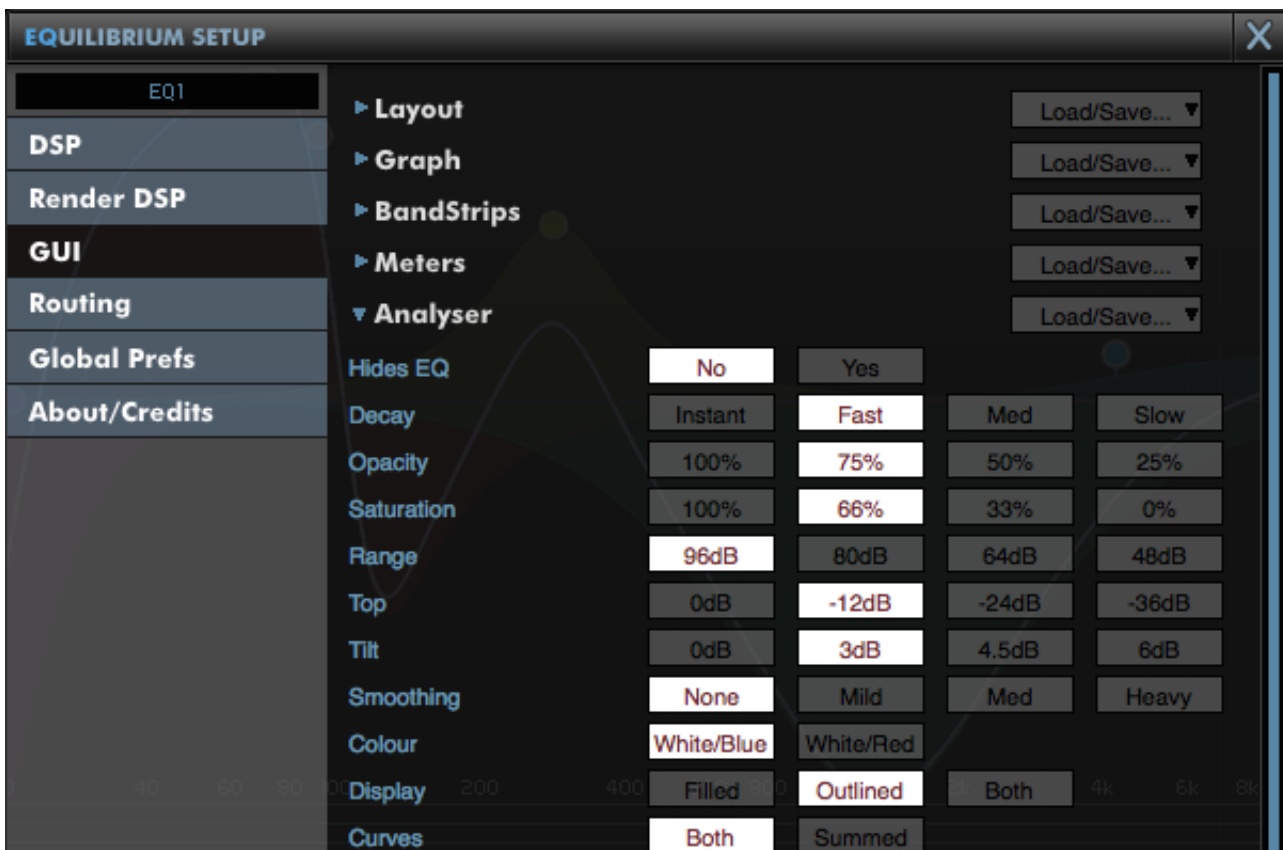 EQUILIBRIUM SETUP
EQ1
DSP
Render DSP
GUI
Routing
Global Prefs
About/Credits
Layout Load/Save...
Graph Load/Save...
BandStrips Load/Save...
Meters Load/Save...
Analyser Load/Save...
Hides EQ No Yes
Decay Instant Fast Med Slow
Opacity 100% 75% 50% 25%
Saturation 100% 66% 33% 0%
Range 96dB 80dB 64dB 48dB
Top 0dB -12dB -24dB -36dB
Tilt 0dB 3dB 4.5dB 6dB
Smoothing None Mild Med Heavy
Colour White/Blue White/Red
Display Filled Outlined Both
40 60 80 200 400 4k 6k 8k
Curves Both Summed